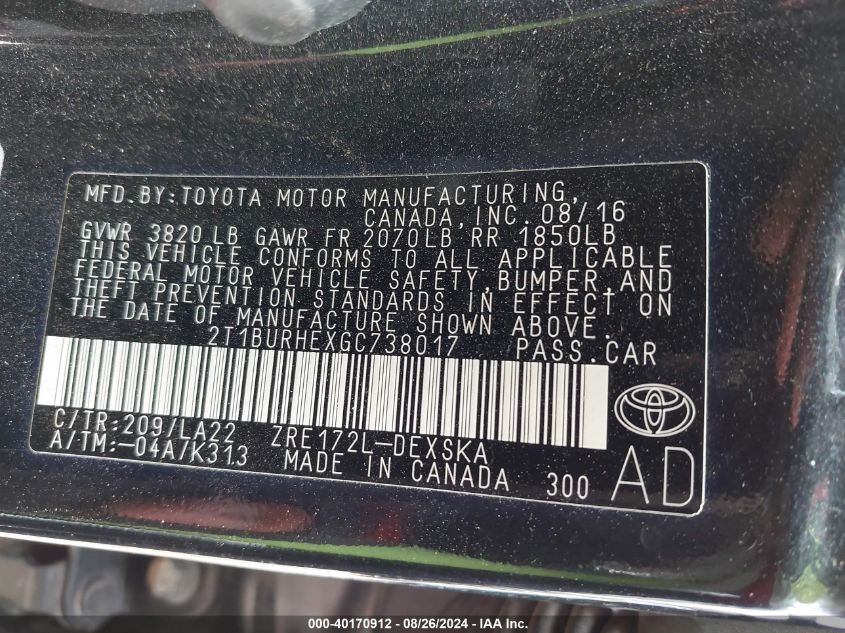 MFD. BY: TOYOTA MOTOR MANUFACTURING,
CANADA, INC. 08/16
GVWR 3820 LB GAWR FR 2070LB RR 1850LB
THIS VEHICLE CONFORMS TO ALL APPLICABLE
FEDERAL MOTOR VEHICLE SAFETY, BUMPER, AND
THEFT PREVENTION STANDARDS IN EFFECT ON
THE DATE OF MANUFACTURE SHOWN ABOVE.
2T1BURHEXGC738017 PASS. CAR
C/TR: 209/LA22 ZRE172L-DEXSKA
A/TM: -04A/K313 MADE IN CANADA 300 AD
000-40170912 - 08/26/2024 - IAA Inc.